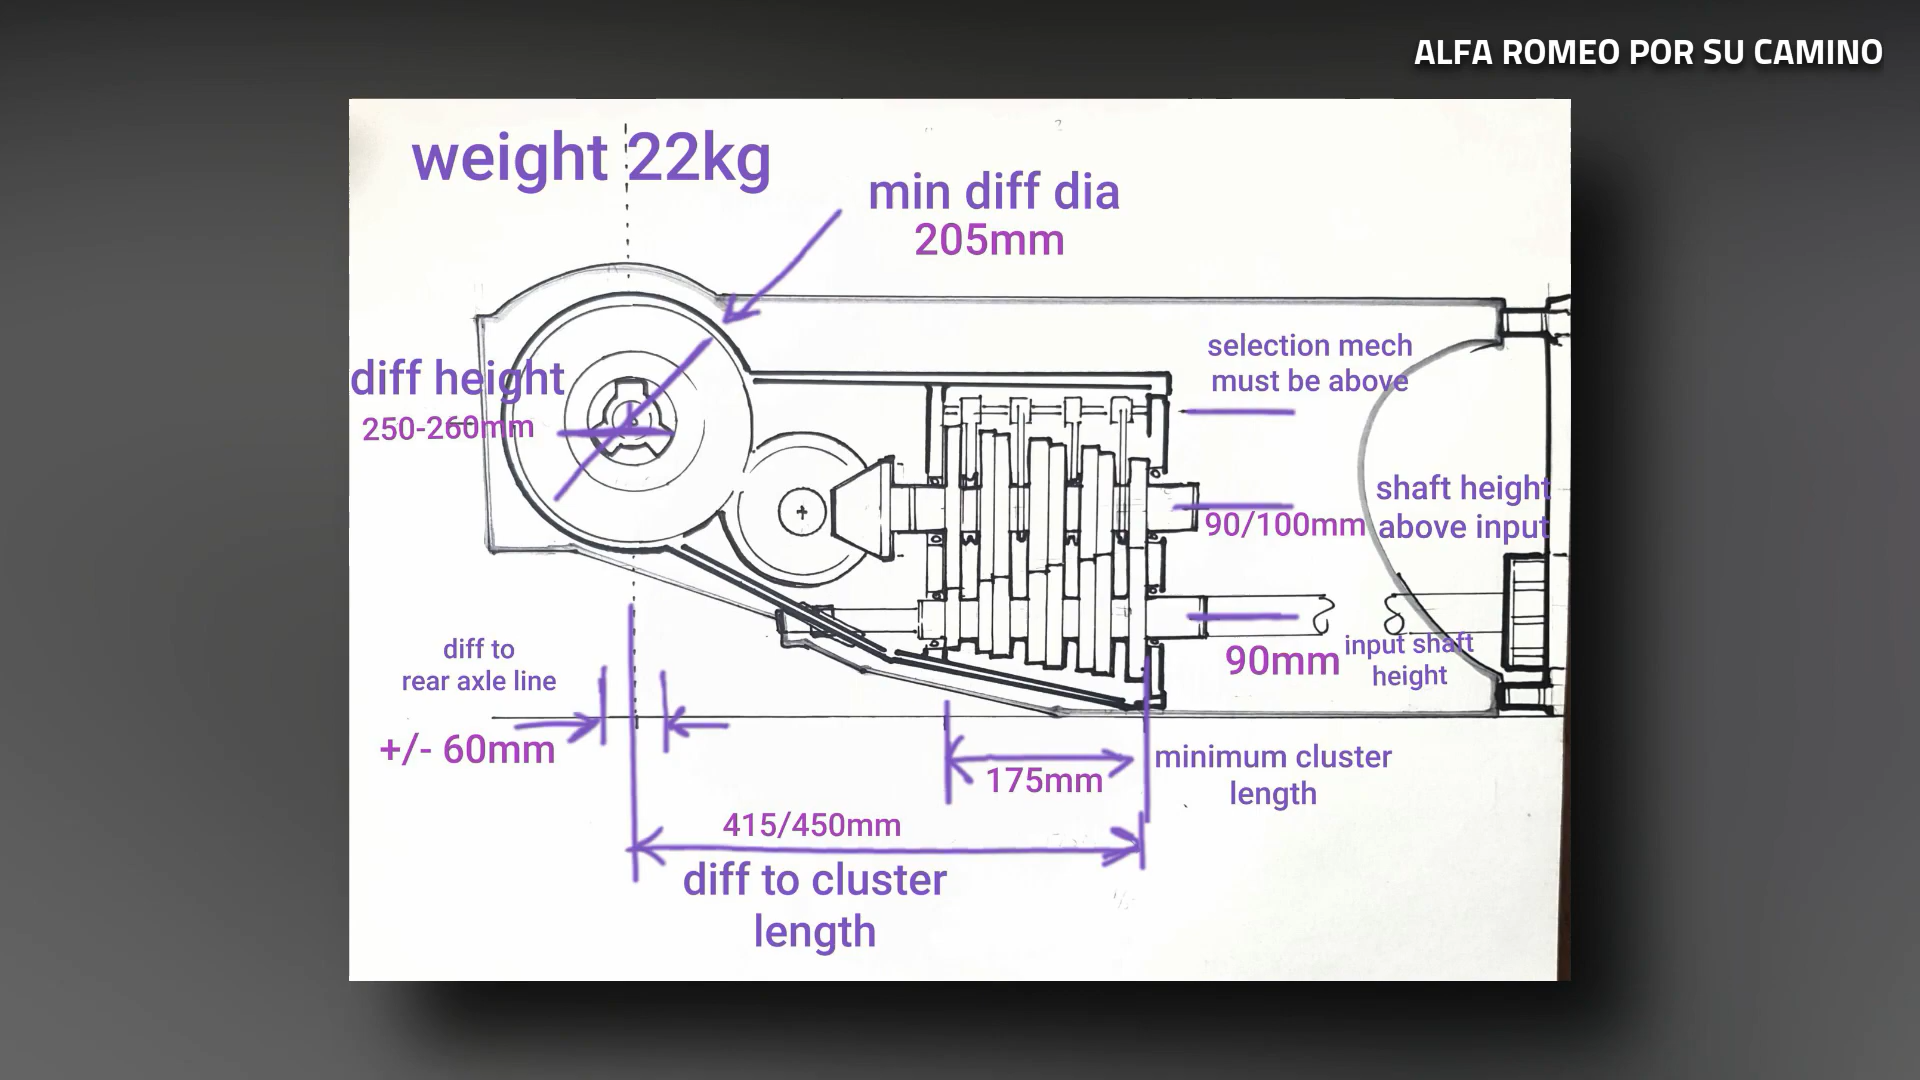 ALFA ROMEO POR SU CAMINO
weight 22kg
min diff dia
205mm
diff height
250-260mm
selection mech
must be above
shaft height
above input
90/100mm
90mm
input shaft
height
diff to
rear axle line
+/- 60mm
175mm
minimum cluster
length
415/450mm
diff to cluster
length